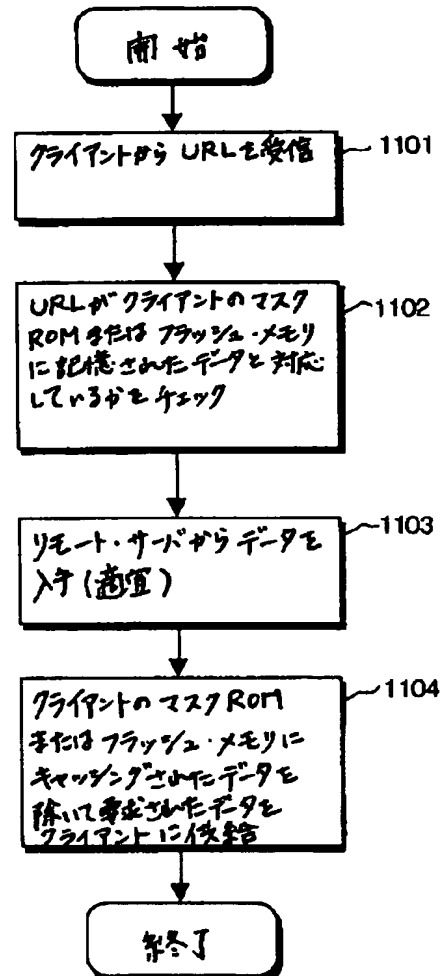 開始
クライアントから URLを受信
1101
URLがクライアントのマスク
ROMまたはフラッシュ・メモリ
に記憶されたデータと対応
しているかをチェック
1102
リモート・サーバからデータを
入手(適宜)
1103
クライアントのマスクROM
またはフラッシュ・メモリに
キャッシングされたデータを
除いて要求されたデータを
クライアントに供給
1104
終了